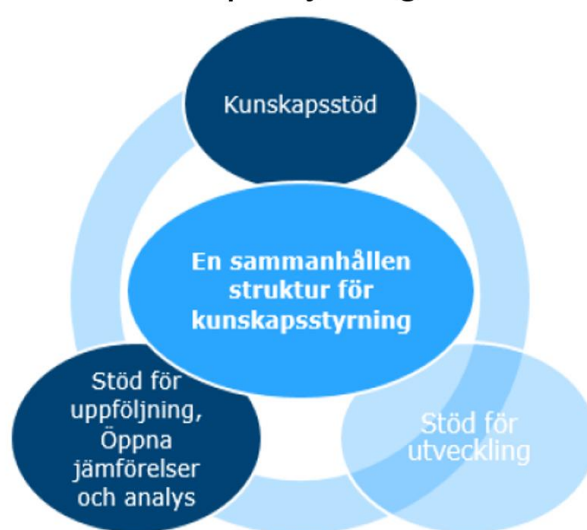 Kunskapsstöd
En sammanhållen
struktur för
kunskapsstyrning
Stöd för
uppföljning,
Öppna
jämförelser
och analys
Stöd för
utveckling